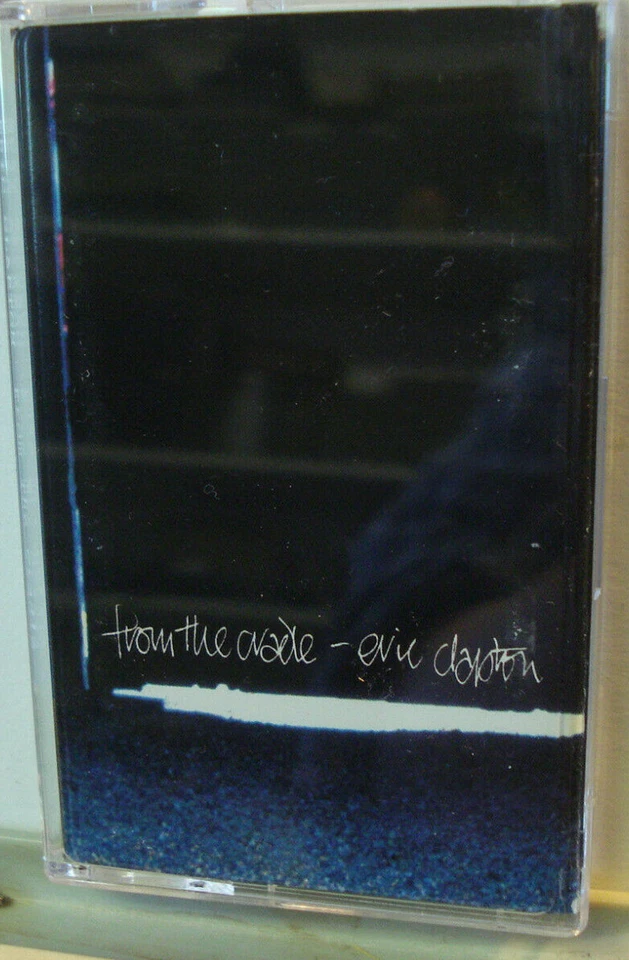 from the cradle - eric clapton